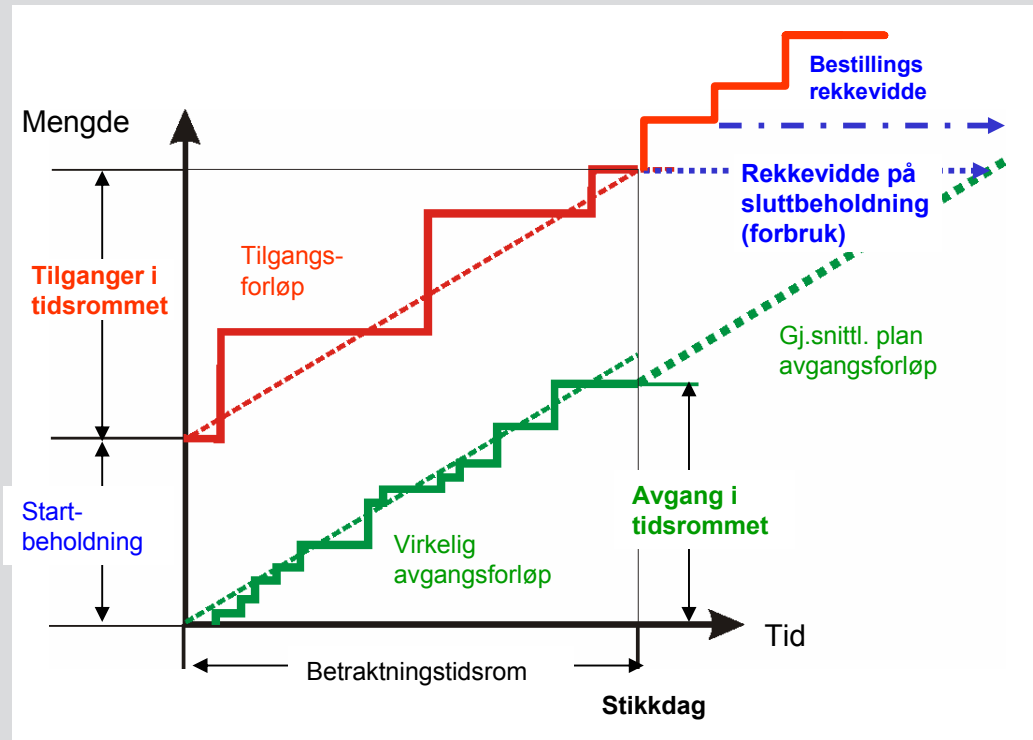 Bestillings
rekkevidde
Mengde
Rekkevidde på
sluttbeholdning
(forbruk)
Tilgangs-
forløp
Tilganger i
tidsrommet
Gj.snittl. plan
avgangsforløp
Start-
beholdning
Avgang i
tidsrommet
Virkelig
avgangsforløp
Tid
Betraktningstidsrom
Stikkdag